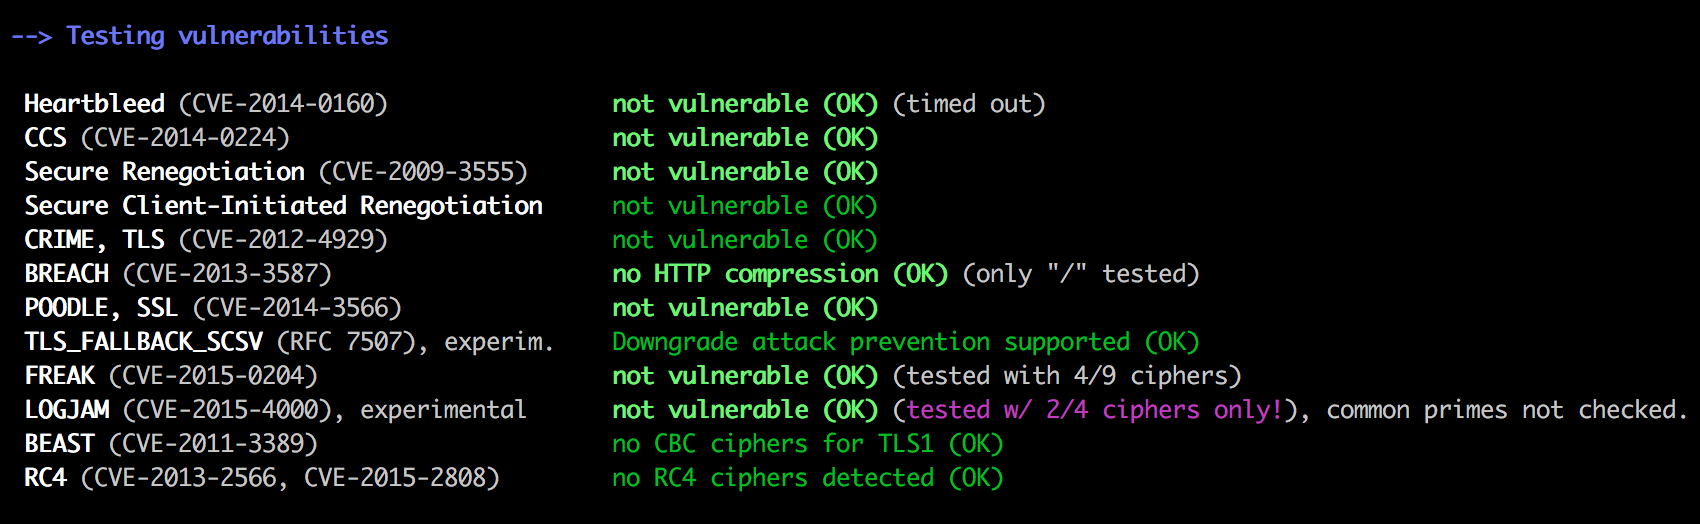 --> Testing vulnerabilities
Heartbleed (CVE-2014-0160) not vulnerable (OK) (timed out)
CCS (CVE-2014-0224) not vulnerable (OK)
Secure Renegotiation (CVE-2009-3555) not vulnerable (OK)
Secure Client-Initiated Renegotiation not vulnerable (OK)
CRIME, TLS (CVE-2012-4929) not vulnerable (OK)
BREACH (CVE-2013-3587) no HTTP compression (OK) (only "/" tested)
POODLE, SSL (CVE-2014-3566) not vulnerable (OK)
TLS_FALLBACK_SCSV (RFC 7507), experim. Downgrade attack prevention supported (OK)
FREAK (CVE-2015-0204) not vulnerable (OK) (tested with 4/9 ciphers)
LOGJAM (CVE-2015-4000), experimental not vulnerable (OK) (tested w/ 2/4 ciphers only!), common primes not checked.
BEAST (CVE-2011-3389) no CBC ciphers for TLS1 (OK)
RC4 (CVE-2013-2566, CVE-2015-2808) no RC4 ciphers detected (OK)